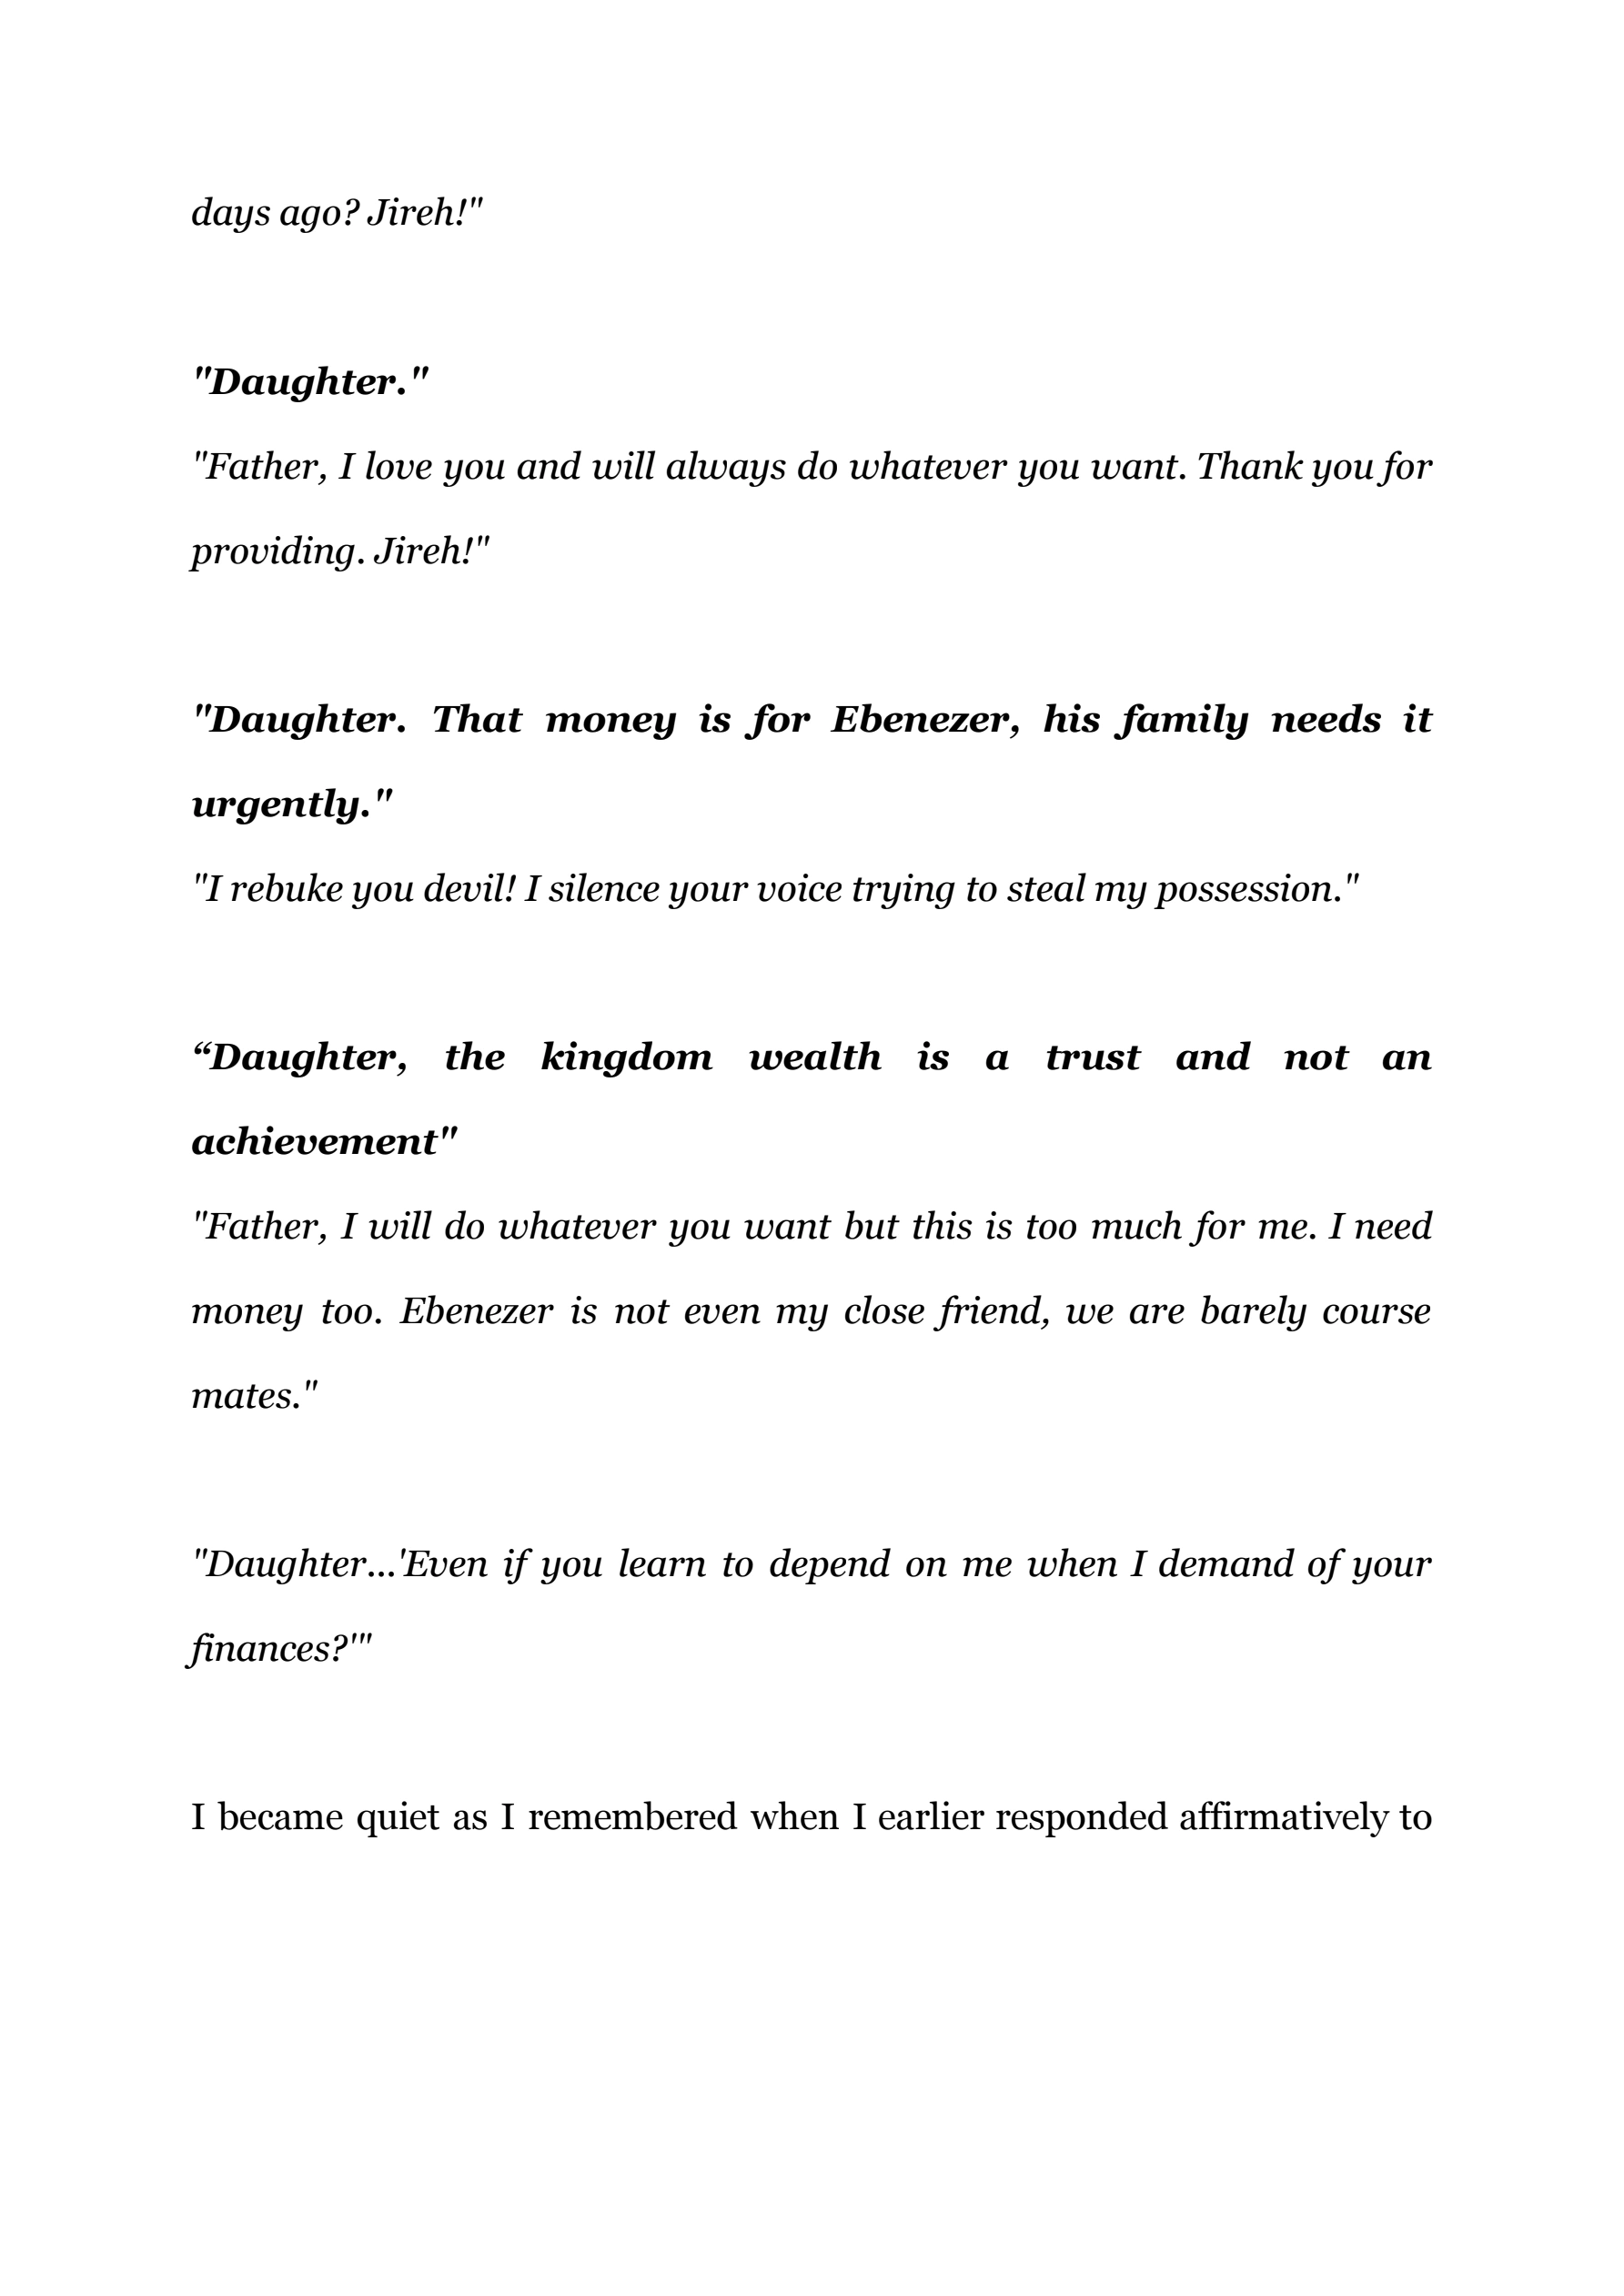 days ago? Jireh!"
"Daughter."
"Father, I love you and will always do whatever you want. Thank you for
providing. Jireh!"
"Daughter. That money is for Ebenezer, his family needs it
urgently."
"I rebuke you devil! I silence your voice trying to steal my possession."
“Daughter, the kingdom wealth is a trust and not an
achievement"
"Father, I will do whatever you want but this is too much for me. I need
money too. Ebenezer is not even my close friend, we are barely course
mates."
"Daughter...'Even if you learn to depend on me when I demand of your
finances?'"
I became quiet as I remembered when I earlier responded affirmatively to